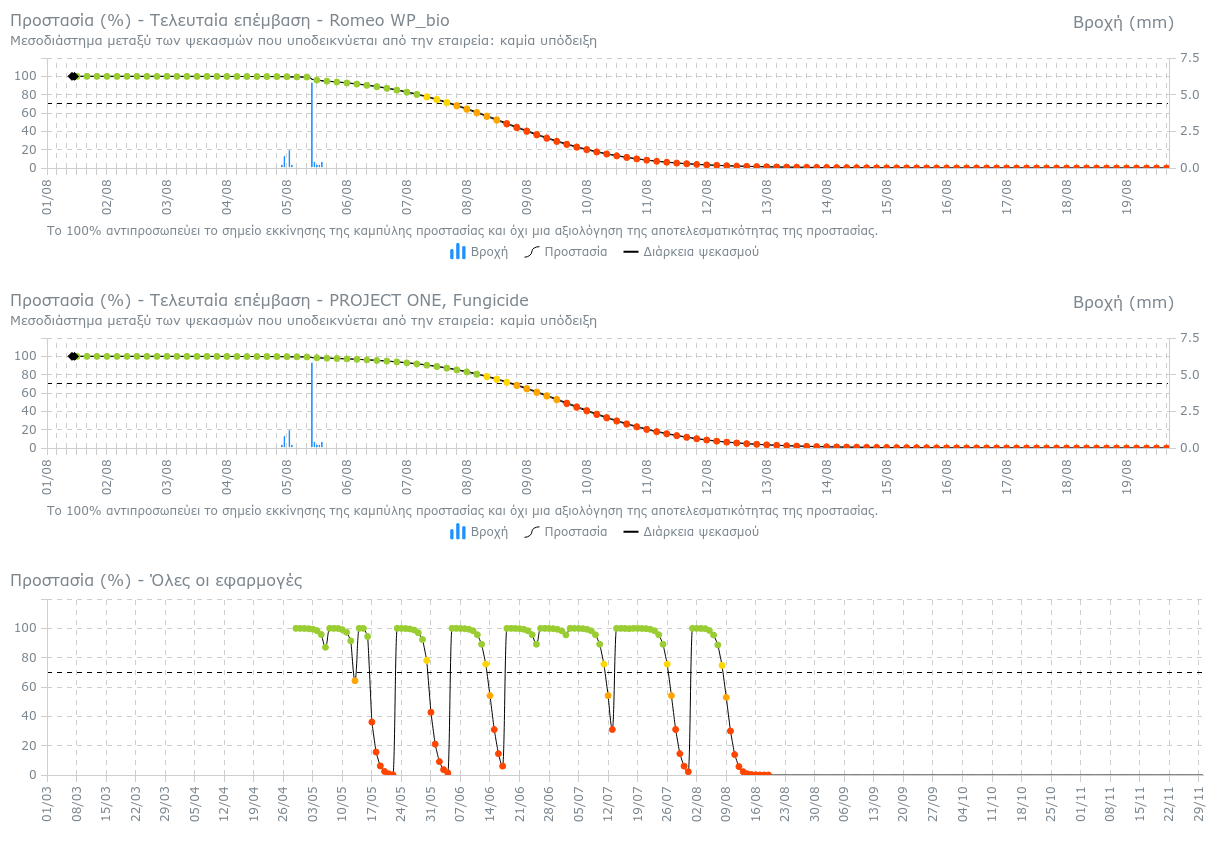 Προστασία (%) - Τελευταία επέμβαση - Romeo WP_bio
Βροχή (mm)
Μεσοδιάστημα μεταξύ των ψεκασμών που υποδεικνύεται από την εταιρεία: καμία υπόδειξη
100
80
60
40
20
0
7.5
5.0
2.5
0.0
01/08 02/08 03/08 04/08 05/08 06/08 07/08 08/08 09/08 10/08 11/08 12/08 13/08 14/08 15/08 16/08 17/08 18/08 19/08
Το 100% αντιπροσωπεύει το σημείο εκκίνησης της καμπύλης προστασίας και όχι μια αξιολόγηση της αποτελεσματικότητας της προστασίας.
Βροχή Προστασία Διάρκεια ψεκασμού
Προστασία (%) - Τελευταία επέμβαση - PROJECT ONE, Fungicide
Βροχή (mm)
Μεσοδιάστημα μεταξύ των ψεκασμών που υποδεικνύεται από την εταιρεία: καμία υπόδειξη
100
80
60
40
20
0
7.5
5.0
2.5
0.0
01/08 02/08 03/08 04/08 05/08 06/08 07/08 08/08 09/08 10/08 11/08 12/08 13/08 14/08 15/08 16/08 17/08 18/08 19/08
Το 100% αντιπροσωπεύει το σημείο εκκίνησης της καμπύλης προστασίας και όχι μια αξιολόγηση της αποτελεσματικότητας της προστασίας.
Βροχή Προστασία Διάρκεια ψεκασμού
Προστασία (%) - Όλες οι εφαρμογές
100
80
60
40
20
0
01/03 08/03 15/03 22/03 29/03 05/04 12/04 19/04 26/04 03/05 10/05 17/05 24/05 31/05 07/06 14/06 21/06 28/06 05/07 12/07 19/07 26/07 02/08 09/08 16/08 23/08 30/08 06/09 13/09 20/09 27/09 04/10 11/10 18/10 25/10 01/11 08/11 15/11 22/11 29/11